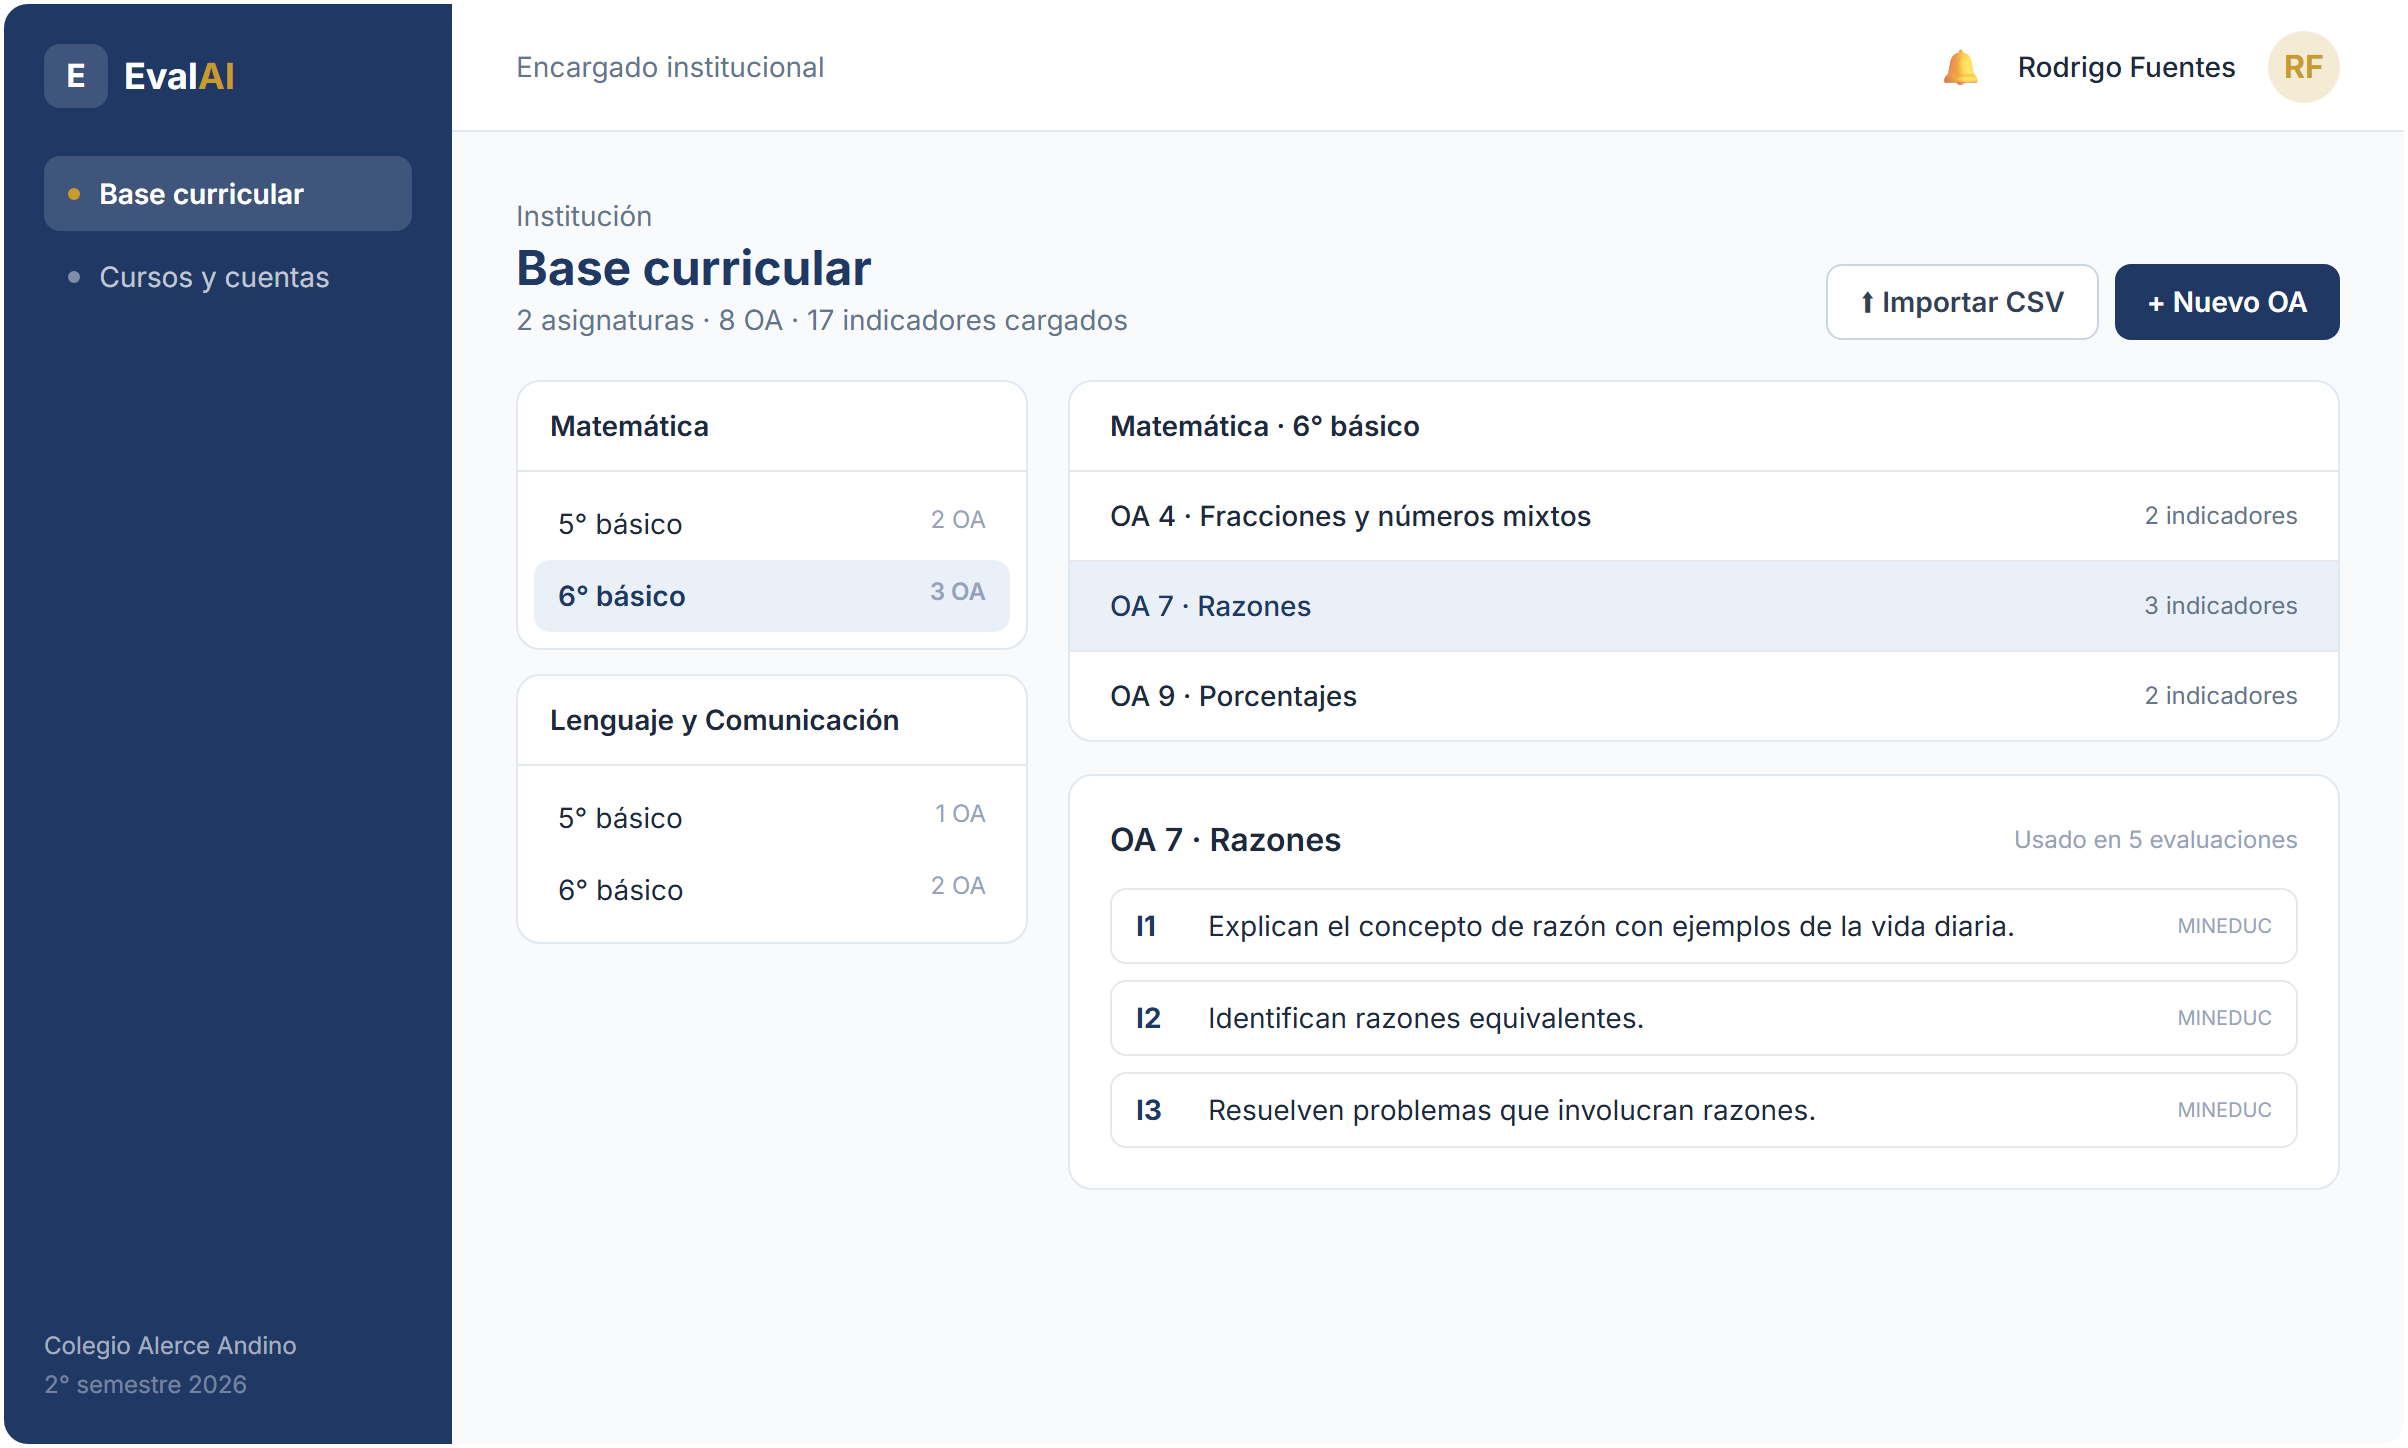 E EvalAI
Base curricular
Cursos y cuentas
Colegio Alerce Andino
2° semestre 2026
Encargado institucional
Rodrigo Fuentes RF
Institución
Base curricular
2 asignaturas · 8 OA · 17 indicadores cargados
⬆ Importar CSV
+ Nuevo OA
Matemática
5° básico 2 OA
6° básico 3 OA
Lenguaje y Comunicación
5° básico 1 OA
6° básico 2 OA
Matemática · 6° básico
OA 4 · Fracciones y números mixtos 2 indicadores
OA 7 · Razones 3 indicadores
OA 9 · Porcentajes 2 indicadores
OA 7 · Razones Usado en 5 evaluaciones
I1 Explican el concepto de razón con ejemplos de la vida diaria. MINEDUC
I2 Identifican razones equivalentes. MINEDUC
I3 Resuelven problemas que involucran razones. MINEDUC